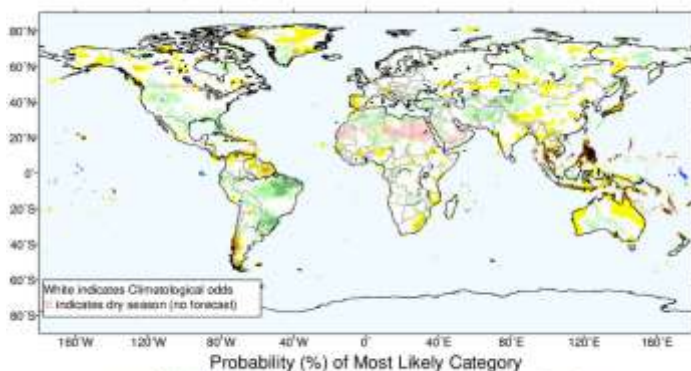 80°N
60°N
40°N
20°N
0°
20°S
40°S
60°S
80°S
White indicates Climatological odds
indicates dry season (no forecast)
160°W 120°W 80°W 40°W 0° 40°E 80°E 120°E 160°E
Probability (%) of Most Likely Category